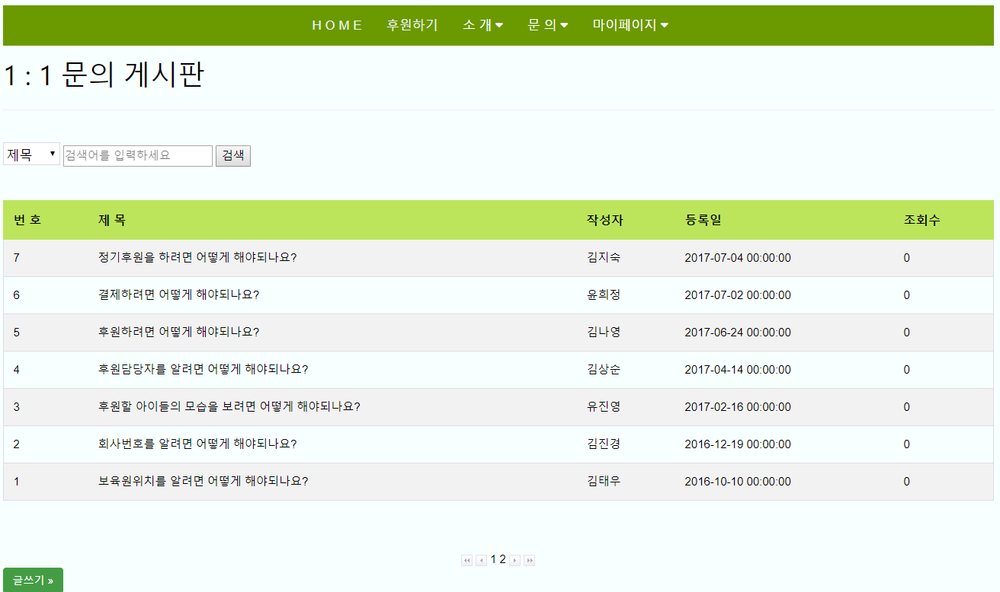 H O M E 후원하기 소 개 문 의 마이페이지
1 : 1 문의 게시판
제목 검색어를 입력하세요 검색
번 호 제 목 작성자 등록일 조회수
7 정기후원을 하려면 어떻게 해야되나요? 김지숙 2017-07-04 00:00:00 0
6 결제하려면 어떻게 해야되나요? 윤희정 2017-07-02 00:00:00 0
5 후원하려면 어떻게 해야되나요? 김나영 2017-06-24 00:00:00 0
4 후원담당자를 알려면 어떻게 해야되나요? 김상순 2017-04-14 00:00:00 0
3 후원할 아이들의 모습을 보려면 어떻게 해야되나요? 유진영 2017-02-16 00:00:00 0
2 회사번호를 알려면 어떻게 해야되나요? 김진경 2016-12-19 00:00:00 0
1 보육원위치를 알려면 어떻게 해야되나요? 김태우 2016-10-10 00:00:00 0
1 2
글쓰기 »